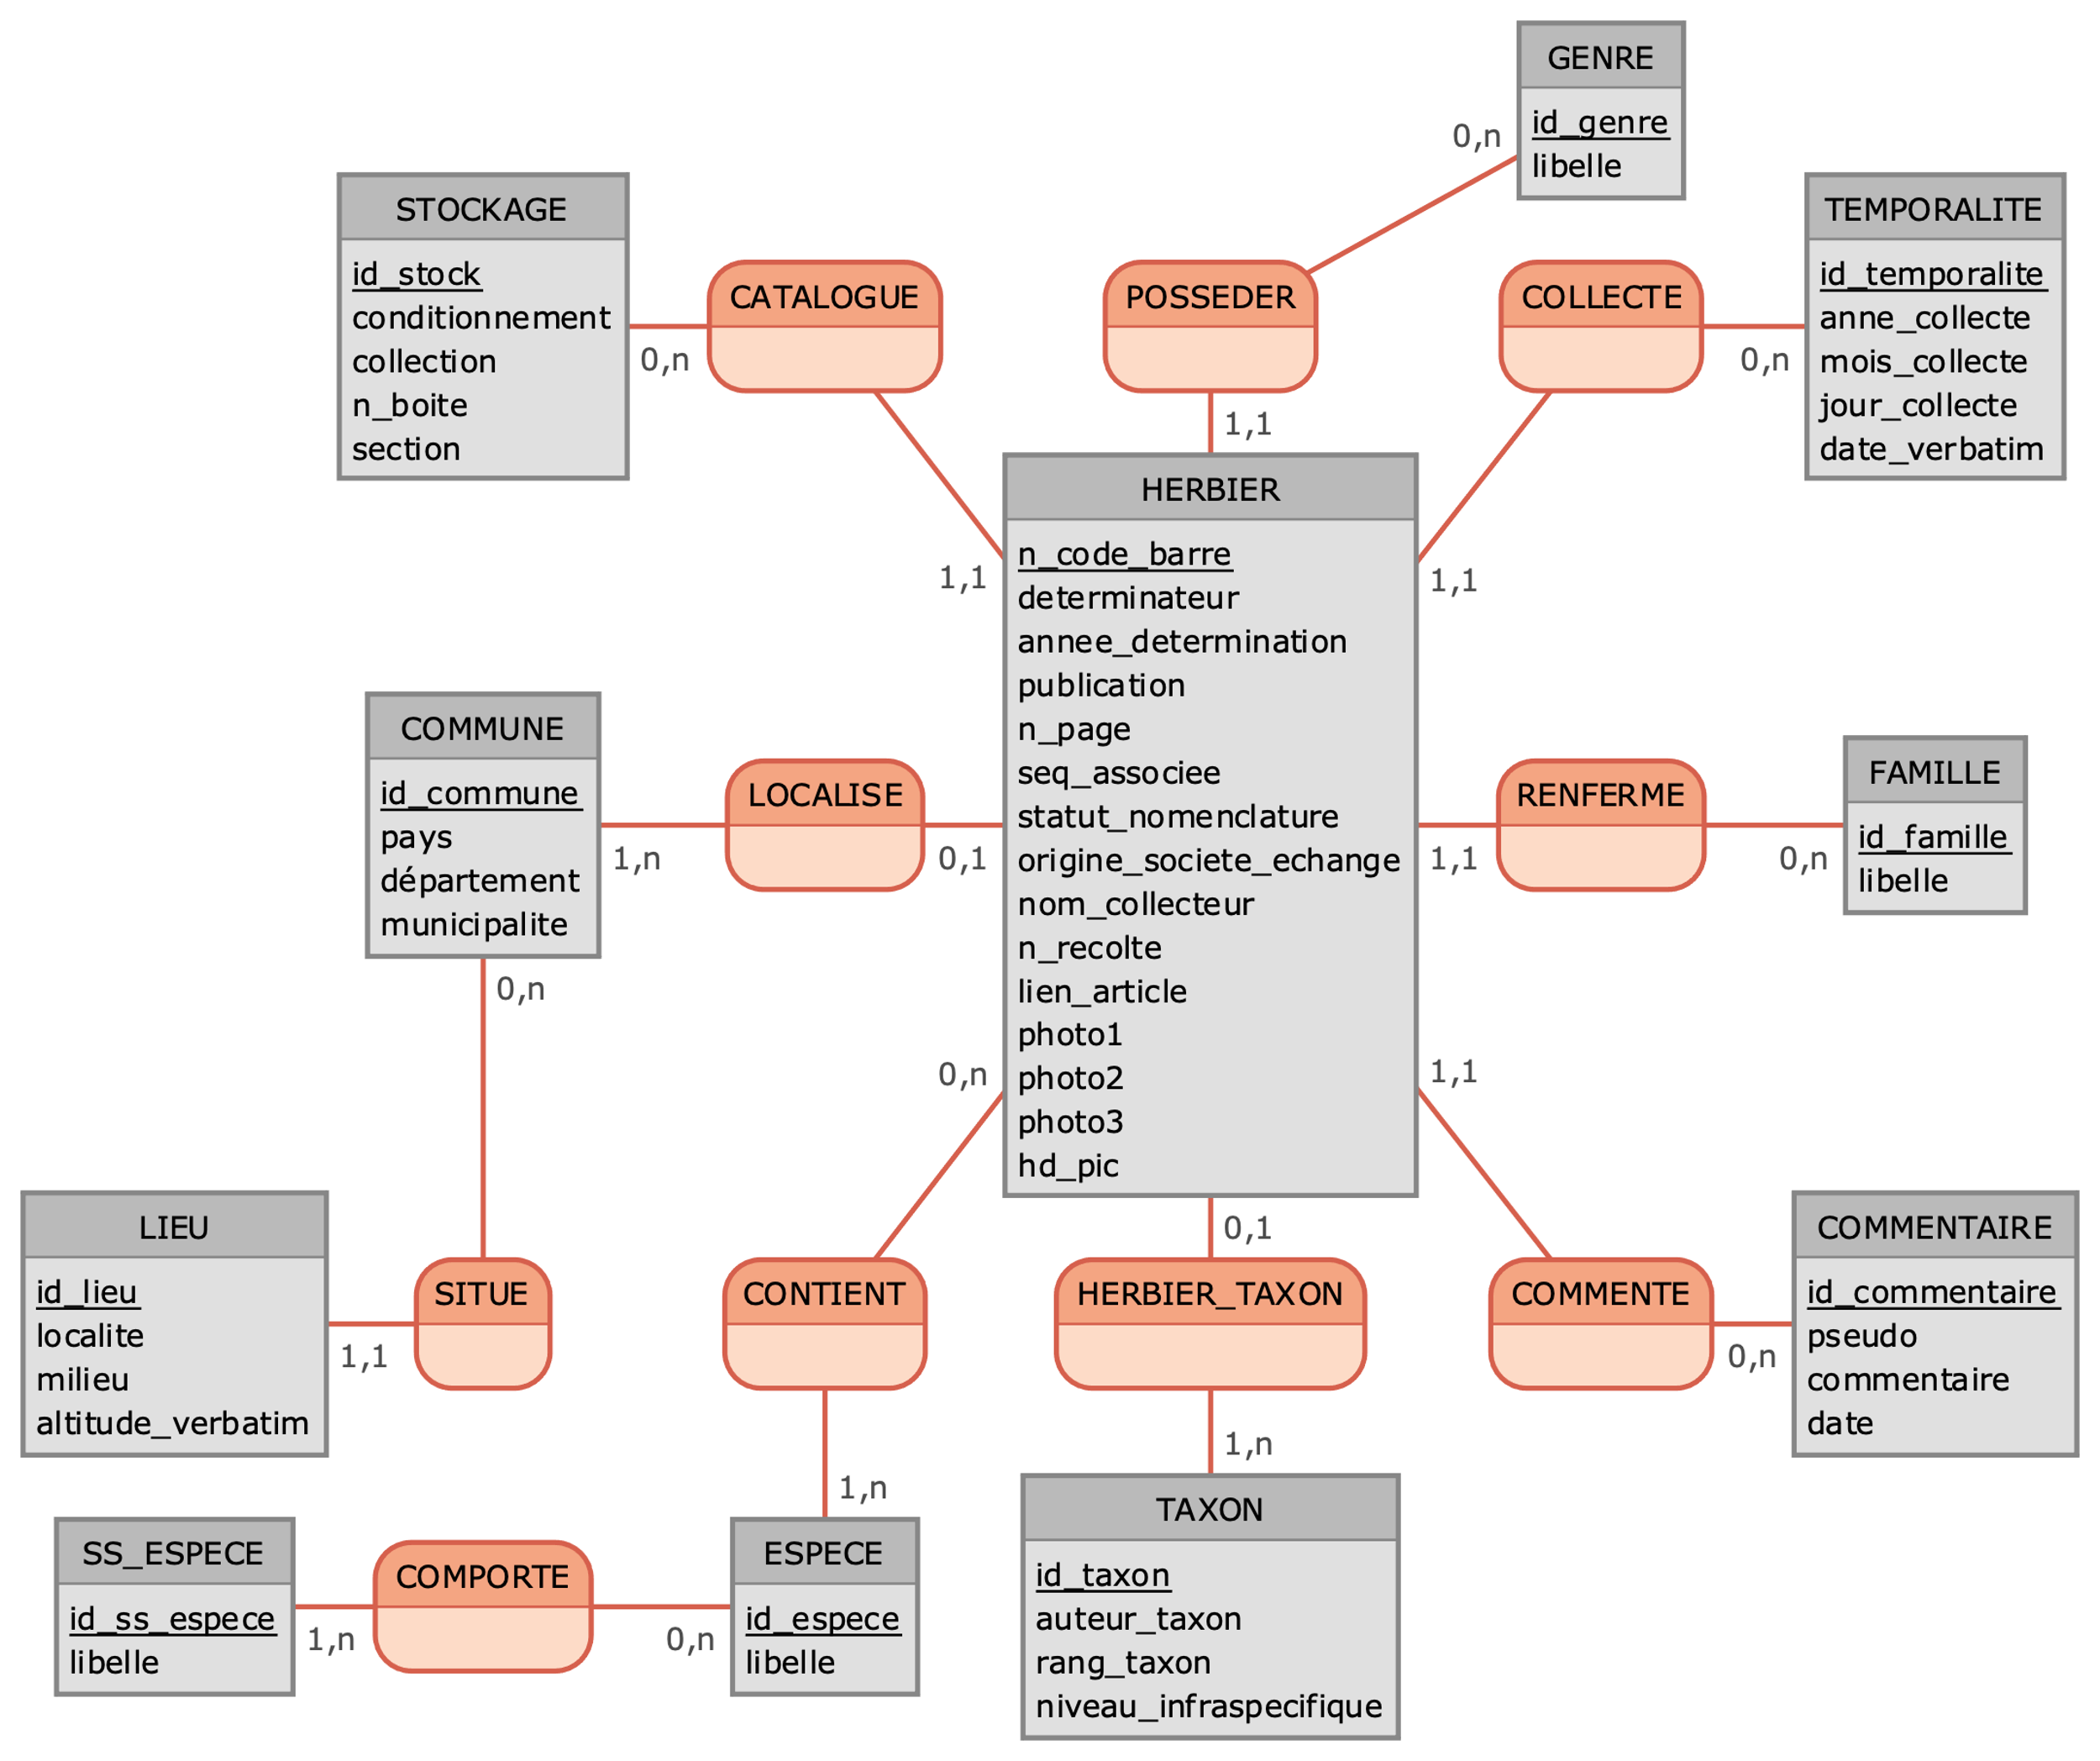 GENRE
id_genre
libelle
0,n
STOCKAGE
id_stock
conditionnement
collection
n_boite
section
0,n
CATALOGUE
1,1
POSSEDER
1,1
COLLECTE
1,1
0,n
TEMPORALITE
id_temporalite
anne_collecte
mois_collecte
jour_collecte
date_verbatim
HERBIER
n_code_barre
determinateur
annee_determination
publication
n_page
seq_associee
statut_nomenclature
origine_societe_echange
nom_collecteur
n_recolte
lien_article
photo1
photo2
photo3
hd_pic
COMMUNE
id_commune
pays
département
municipalite
1,n
LOCALISE
0,1
0,n
RENFERME
1,1
0,n
FAMILLE
id_famille
libelle
0,n
1,1
0,1
LIEU
id_lieu
localite
milieu
altitude_verbatim
1,1
SITUE
CONTIENT
1,n
HERBIER_TAXON
1,n
COMMENTE
0,n
COMMENTAIRE
id_commentaire
pseudo
commentaire
date
SS_ESPECE
id_ss_espece
libelle
1,n
COMPORTE
0,n
ESPECE
id_espece
libelle
TAXON
id_taxon
auteur_taxon
rang_taxon
niveau_infraspecifique